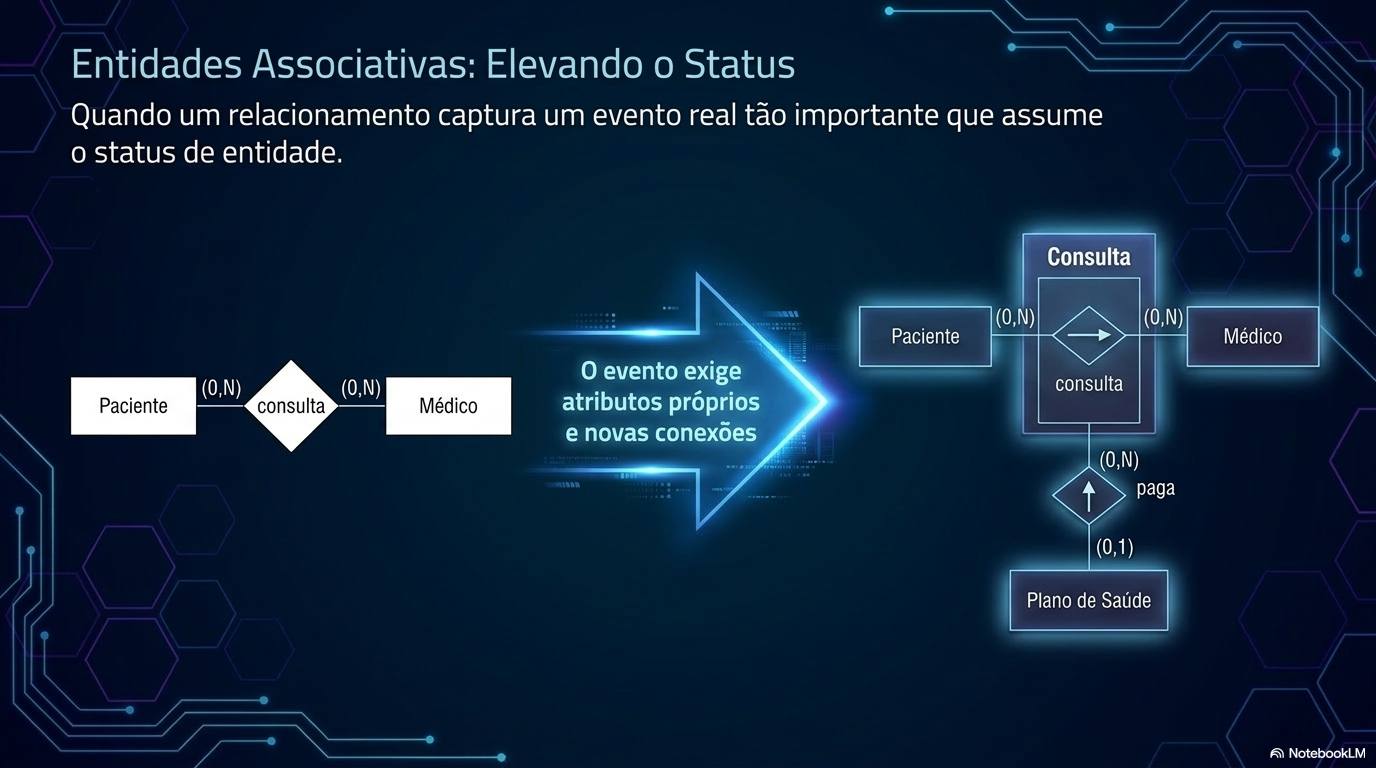 Entidades Associativas: Elevando o Status
Quando um relacionamento captura um evento real tão importante que assume
o status de entidade.
Paciente
(0,N)
consulta
(0,N)
Médico
O evento exige
atributos próprios
e novas conexões
Consulta
Paciente
(0,N)
(0,N)
Médico
consulta
(0,N)
paga
(0,1)
Plano de Saúde
NotebookLM